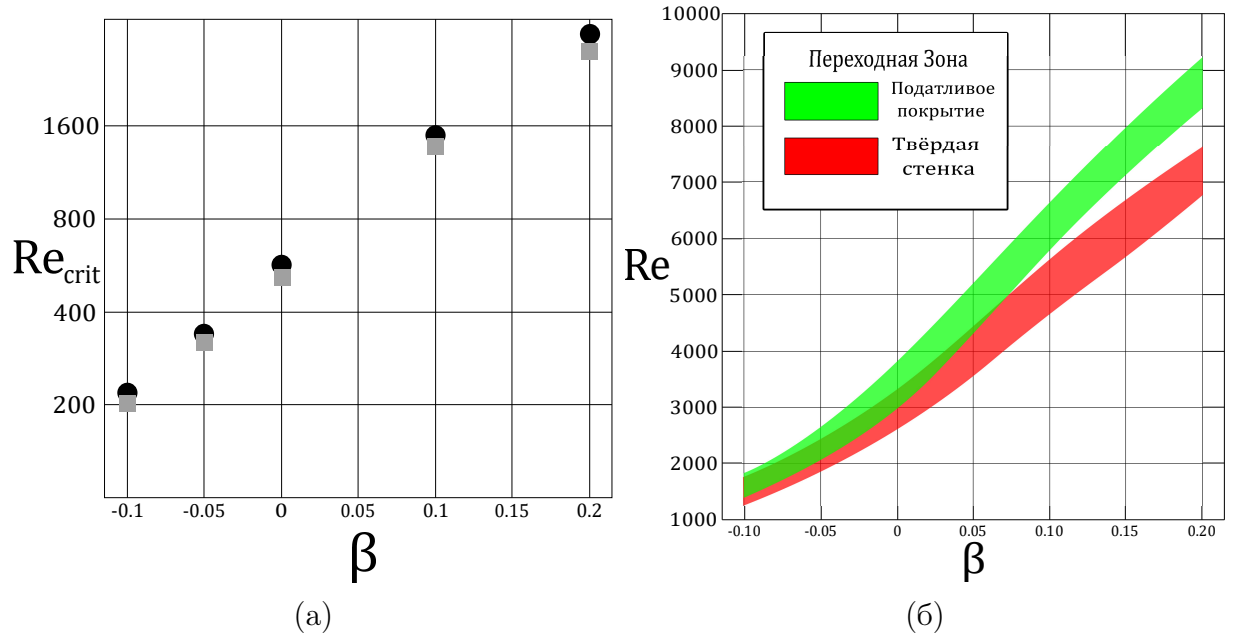 1600
800
400
200
Re_crit
-0.1 -0.05 0 0.05 0.1 0.15 0.2
β
(а)
10000
9000
8000
7000
6000
5000
4000
3000
2000
1000
Re
Переходная Зона
Податливое
покрытие
Твёрдая
стенка
-0.10 -0.05 0 0.05 0.10 0.15 0.20
β
(б)